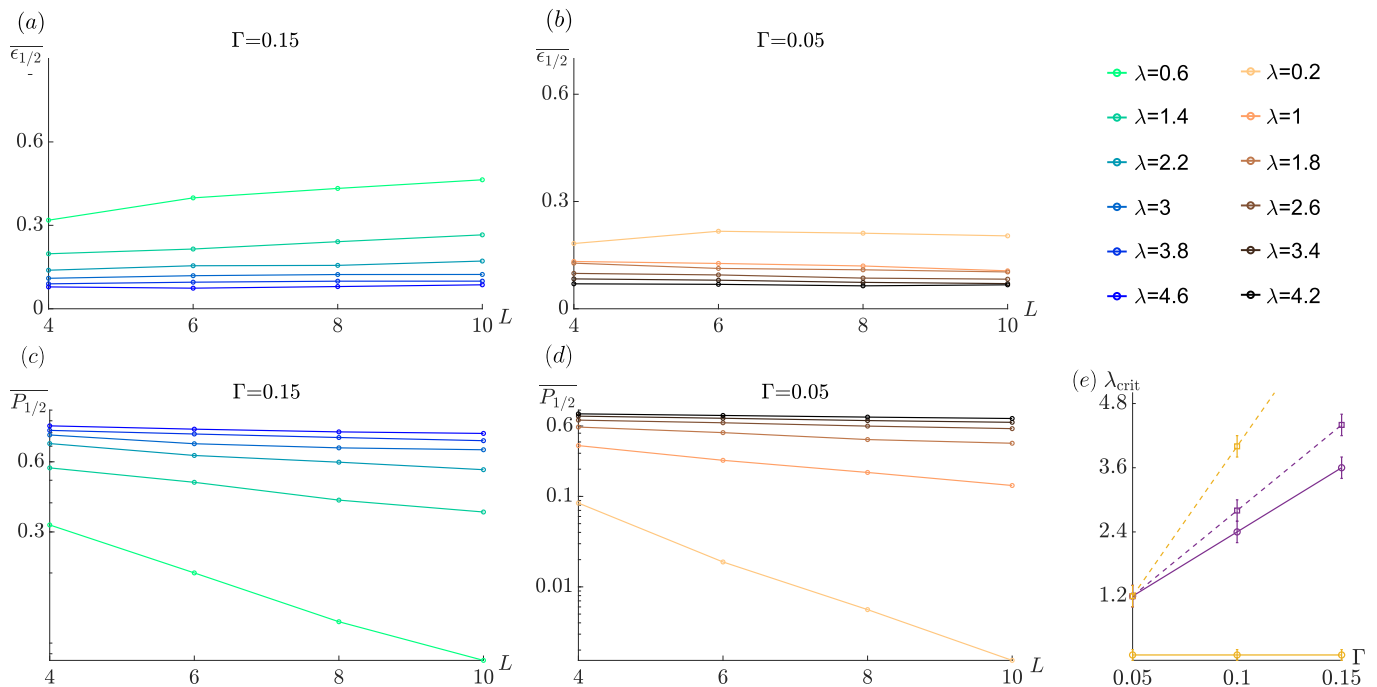 (a)
Γ=0.15
ϵ1/2
0.6
0.3
0
4
6
8
10
L
(b)
Γ=0.05
ϵ1/2
0.6
0.3
0
4
6
8
10
L
λ=0.6
λ=1.4
λ=2.2
λ=3
λ=3.8
λ=4.6
λ=0.2
λ=1
λ=1.8
λ=2.6
λ=3.4
λ=4.2
(c)
Γ=0.15
P1/2
0.6
0.3
4
6
8
10
L
(d)
Γ=0.05
P1/2
0.6
0.1
0.01
4
6
8
10
L
(e)
λcrit
4.8
3.6
2.4
1.2
0.05
0.1
0.15
Γ